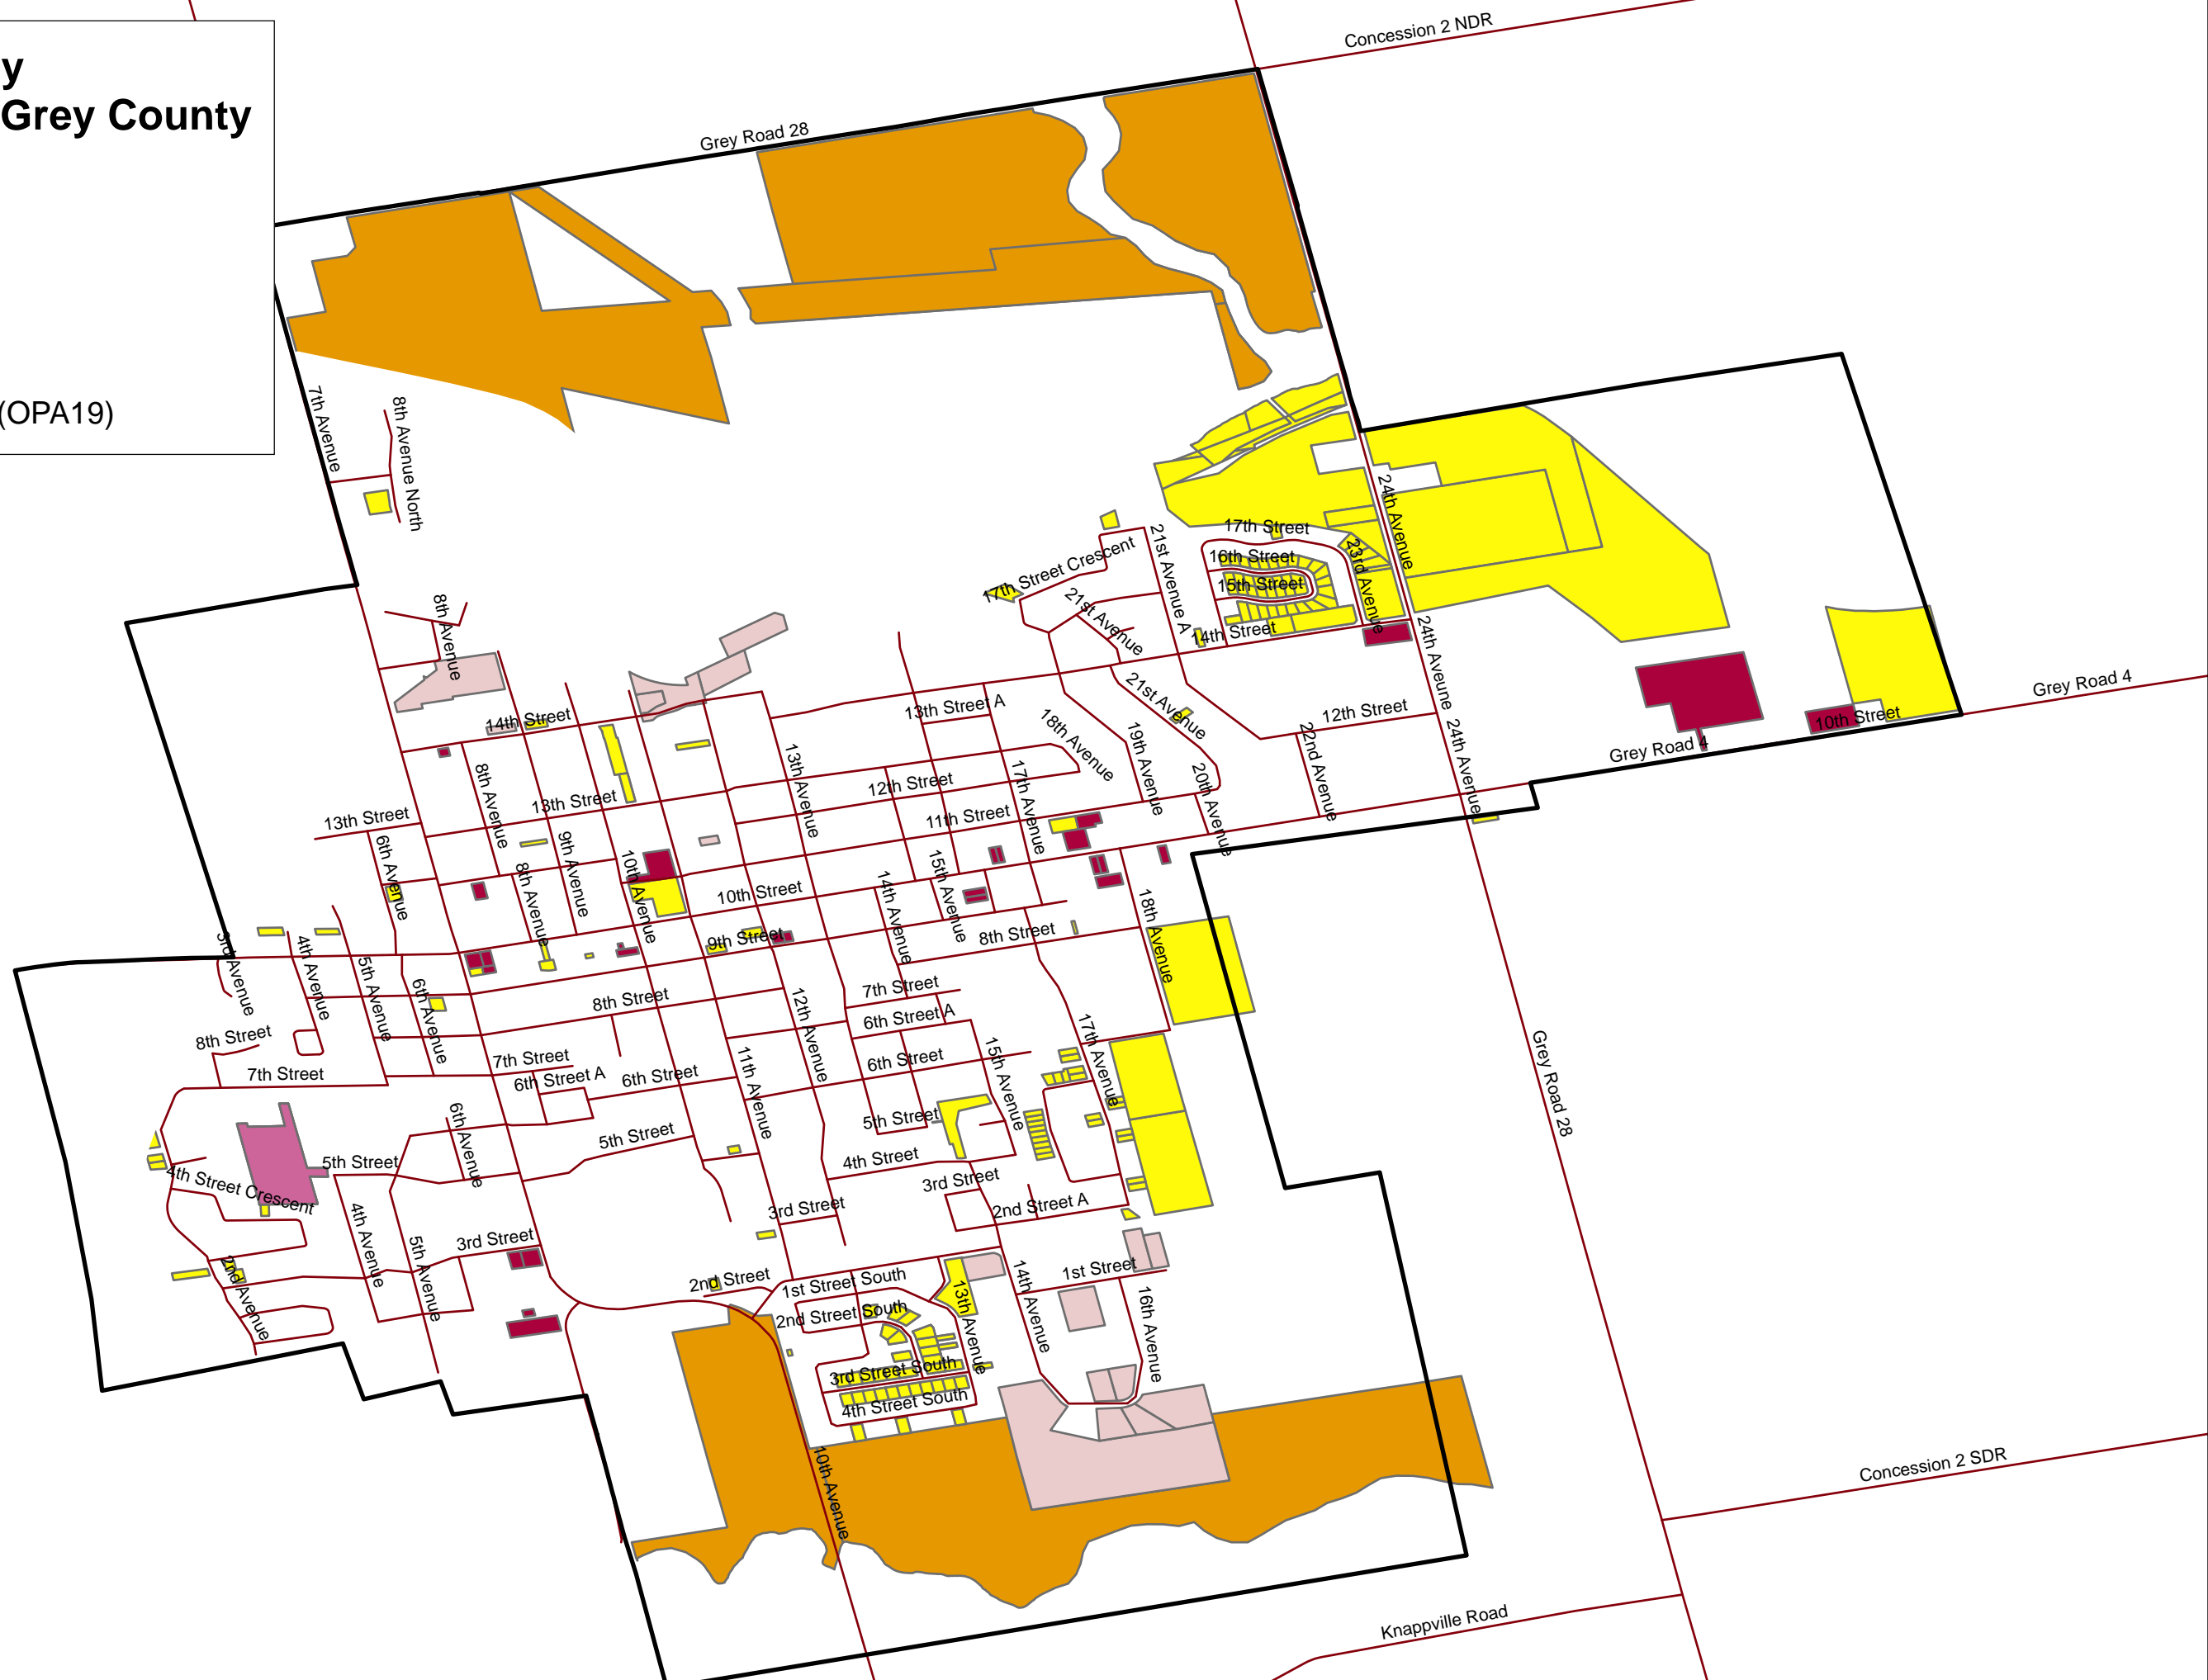 y
Grey County
(OPA19)
Concession 2 NDR
Grey Road 28
7th Avenue
8th Avenue North
24th Avenue
17th Street
16th Street
15th Street
23rd Avenue
14th Street
17th Street Crescent
21st Avenue A
21st Avenue
24th Aveune
8th Avenue
Grey Road 4
10th Street
Grey Road 4
24th Avenue
12th Street
22nd Avenue
21st Avenue
20th Avenue
19th Avenue
18th Avenue
13th Street A
17th Avenue
14th Street
13th Avenue
12th Street
11th Street
13th Street
13th Street
8th Avenue
9th Avenue
6th Avenue
8th Avenue
10th Avenue
10th Street
15th Avenue
14th Avenue
18th Avenue
9th Street
8th Street
3rd Avenue
4th Avenue
5th Avenue
6th Avenue
8th Street
7th Street
12th Avenue
6th Street A
8th Street
7th Street
7th Street
6th Street A
6th Street
6th Street
11th Avenue
15th Avenue
17th Avenue
Grey Road 28
6th Avenue
5th Street
5th Street
5th Street
4th Street
4th Street Crescent
3rd Street
3rd Street
2nd Street A
4th Avenue
5th Avenue
3rd Street
2nd Avenue
2nd Street
1st Street South
1st Street
2nd Street South
13th Avenue
14th Avenue
16th Avenue
3rd Street South
4th Street South
10th Avenue
Concession 2 SDR
Knappville Road